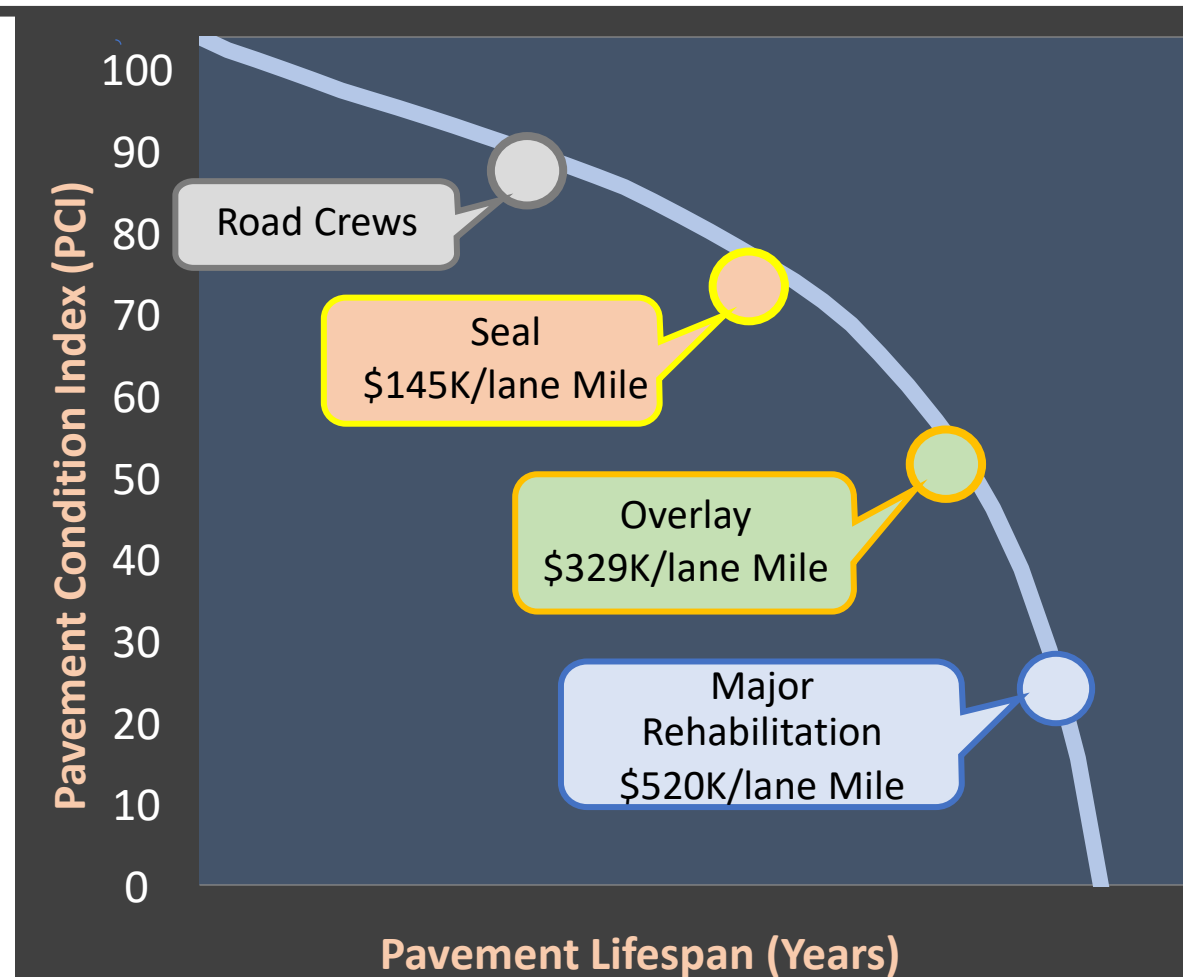 100
90
80
70
60
50
40
30
20
10
0
Pavement Condition Index (PCI)
Road Crews
Seal
$145K/lane Mile
Overlay
$329K/lane Mile
Major
Rehabilitation
$520K/lane Mile
Pavement Lifespan (Years)